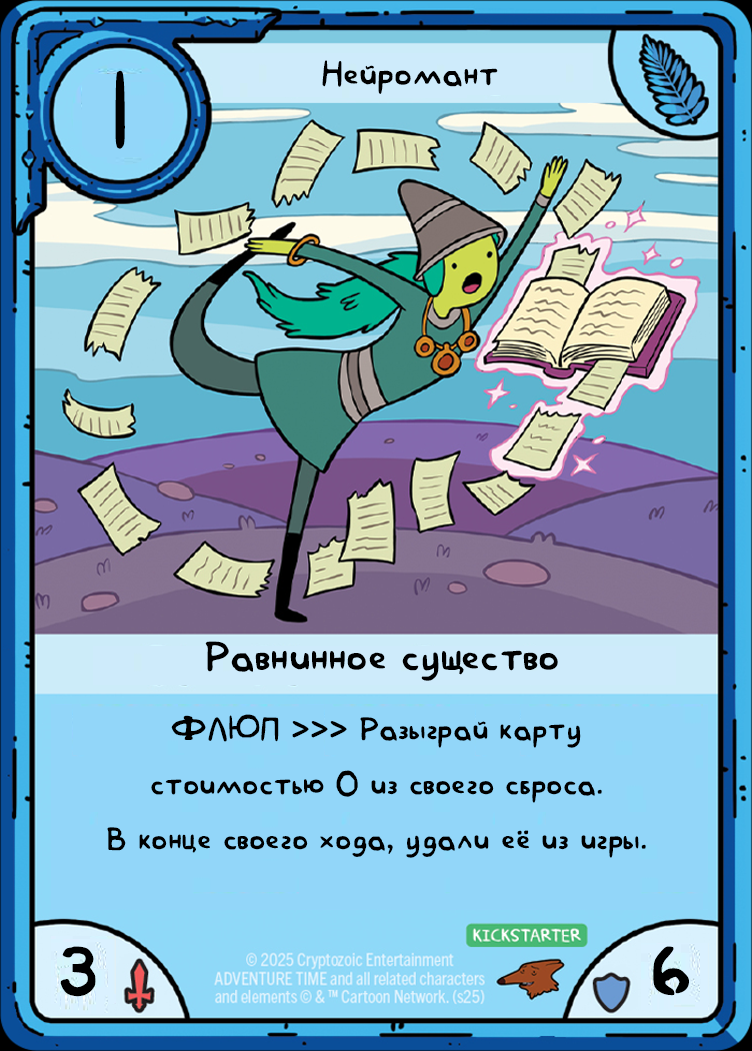 1
Нейромант
Равнинное существо
ФЛЮП >>> Разыграй карту
стоимостью 0 из своего сброса.
В конце своего хода, удали её из игры.
KICKSTARTER
3
© 2025 Cryptozoic Entertainment
ADVENTURE TIME and all related characters
and elements © & ™ Cartoon Network. (s25)
6